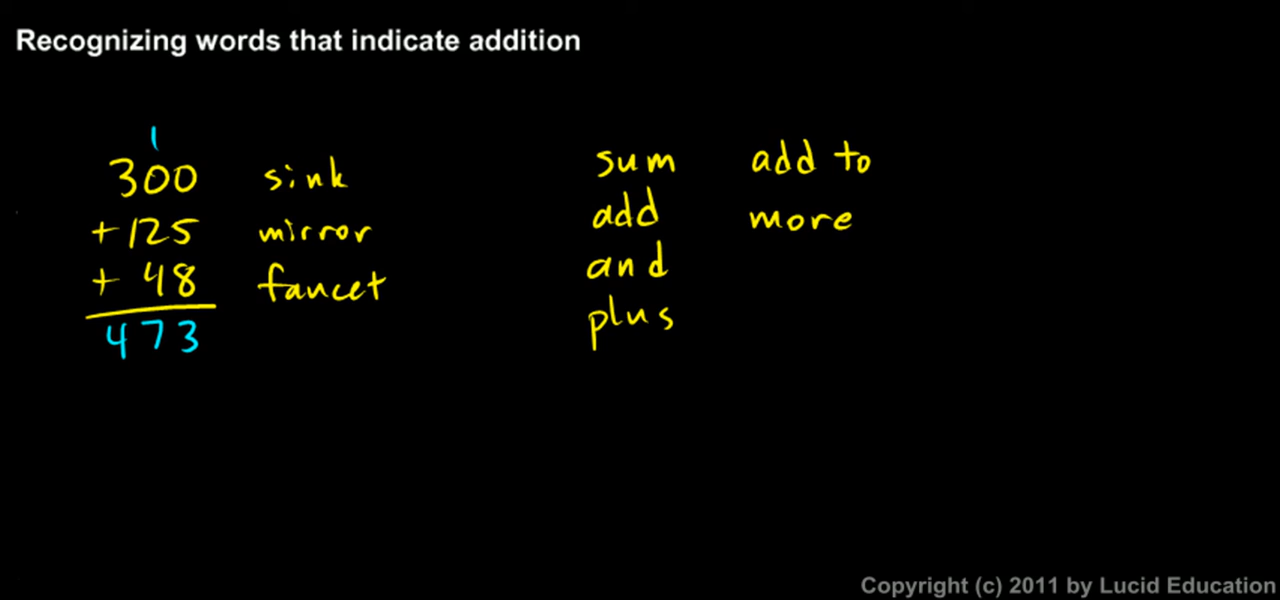 Recognizing words that indicate addition
1
300 sink
+125 mirror
+ 48 faucet
473
sum add to
add more
and
plus
Copyright (c) 2011 by Lucid Education